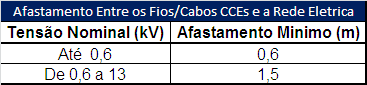 Afastamento Entre os Fios/Cabos CCEs e a Rede Eletrica
Tensão Nominal (kV) Afastamento Minimo (m)
Até 0,6 0,6
De 0,6 a 13 1,5